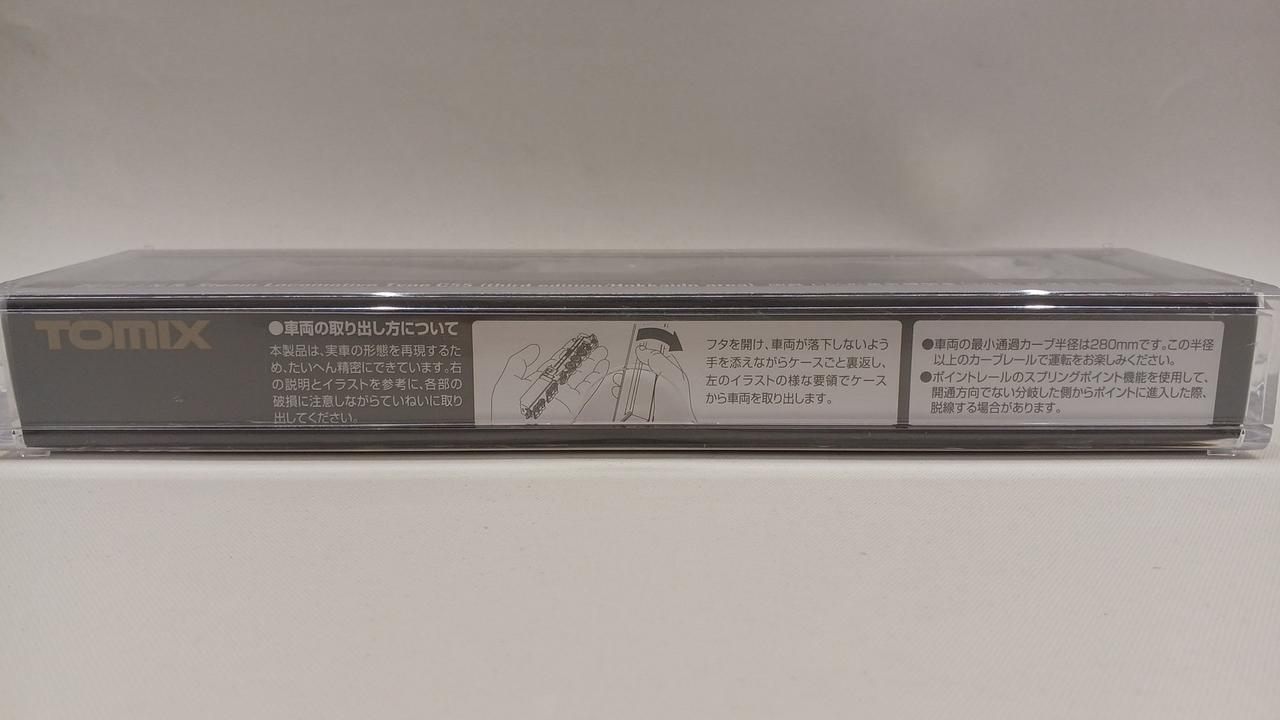 Steam Locomotive Type C55 (third edition/Hokkaido area)
TOMIX
●車両の取り出し方について
本製品は、実車の形態を再現するた
め、たいへん精密にできています。右
の説明とイラストを参考に、各部の
破損に注意しながらていねいに取り
出してください。
フタを開け、車両が落下しないよう
手を添えながらケースごと裏返し、
左のイラストの様な要領でケース
から車両を取り出します。
●車両の最小通過カーブ半径は280mmです。この半径
以上のカーブレールで運転をお楽しみください。
●ポイントレールのスプリングポイント機能を使用して、
開通方向でない分岐した側からポイントに進入した際、
脱線する場合があります。